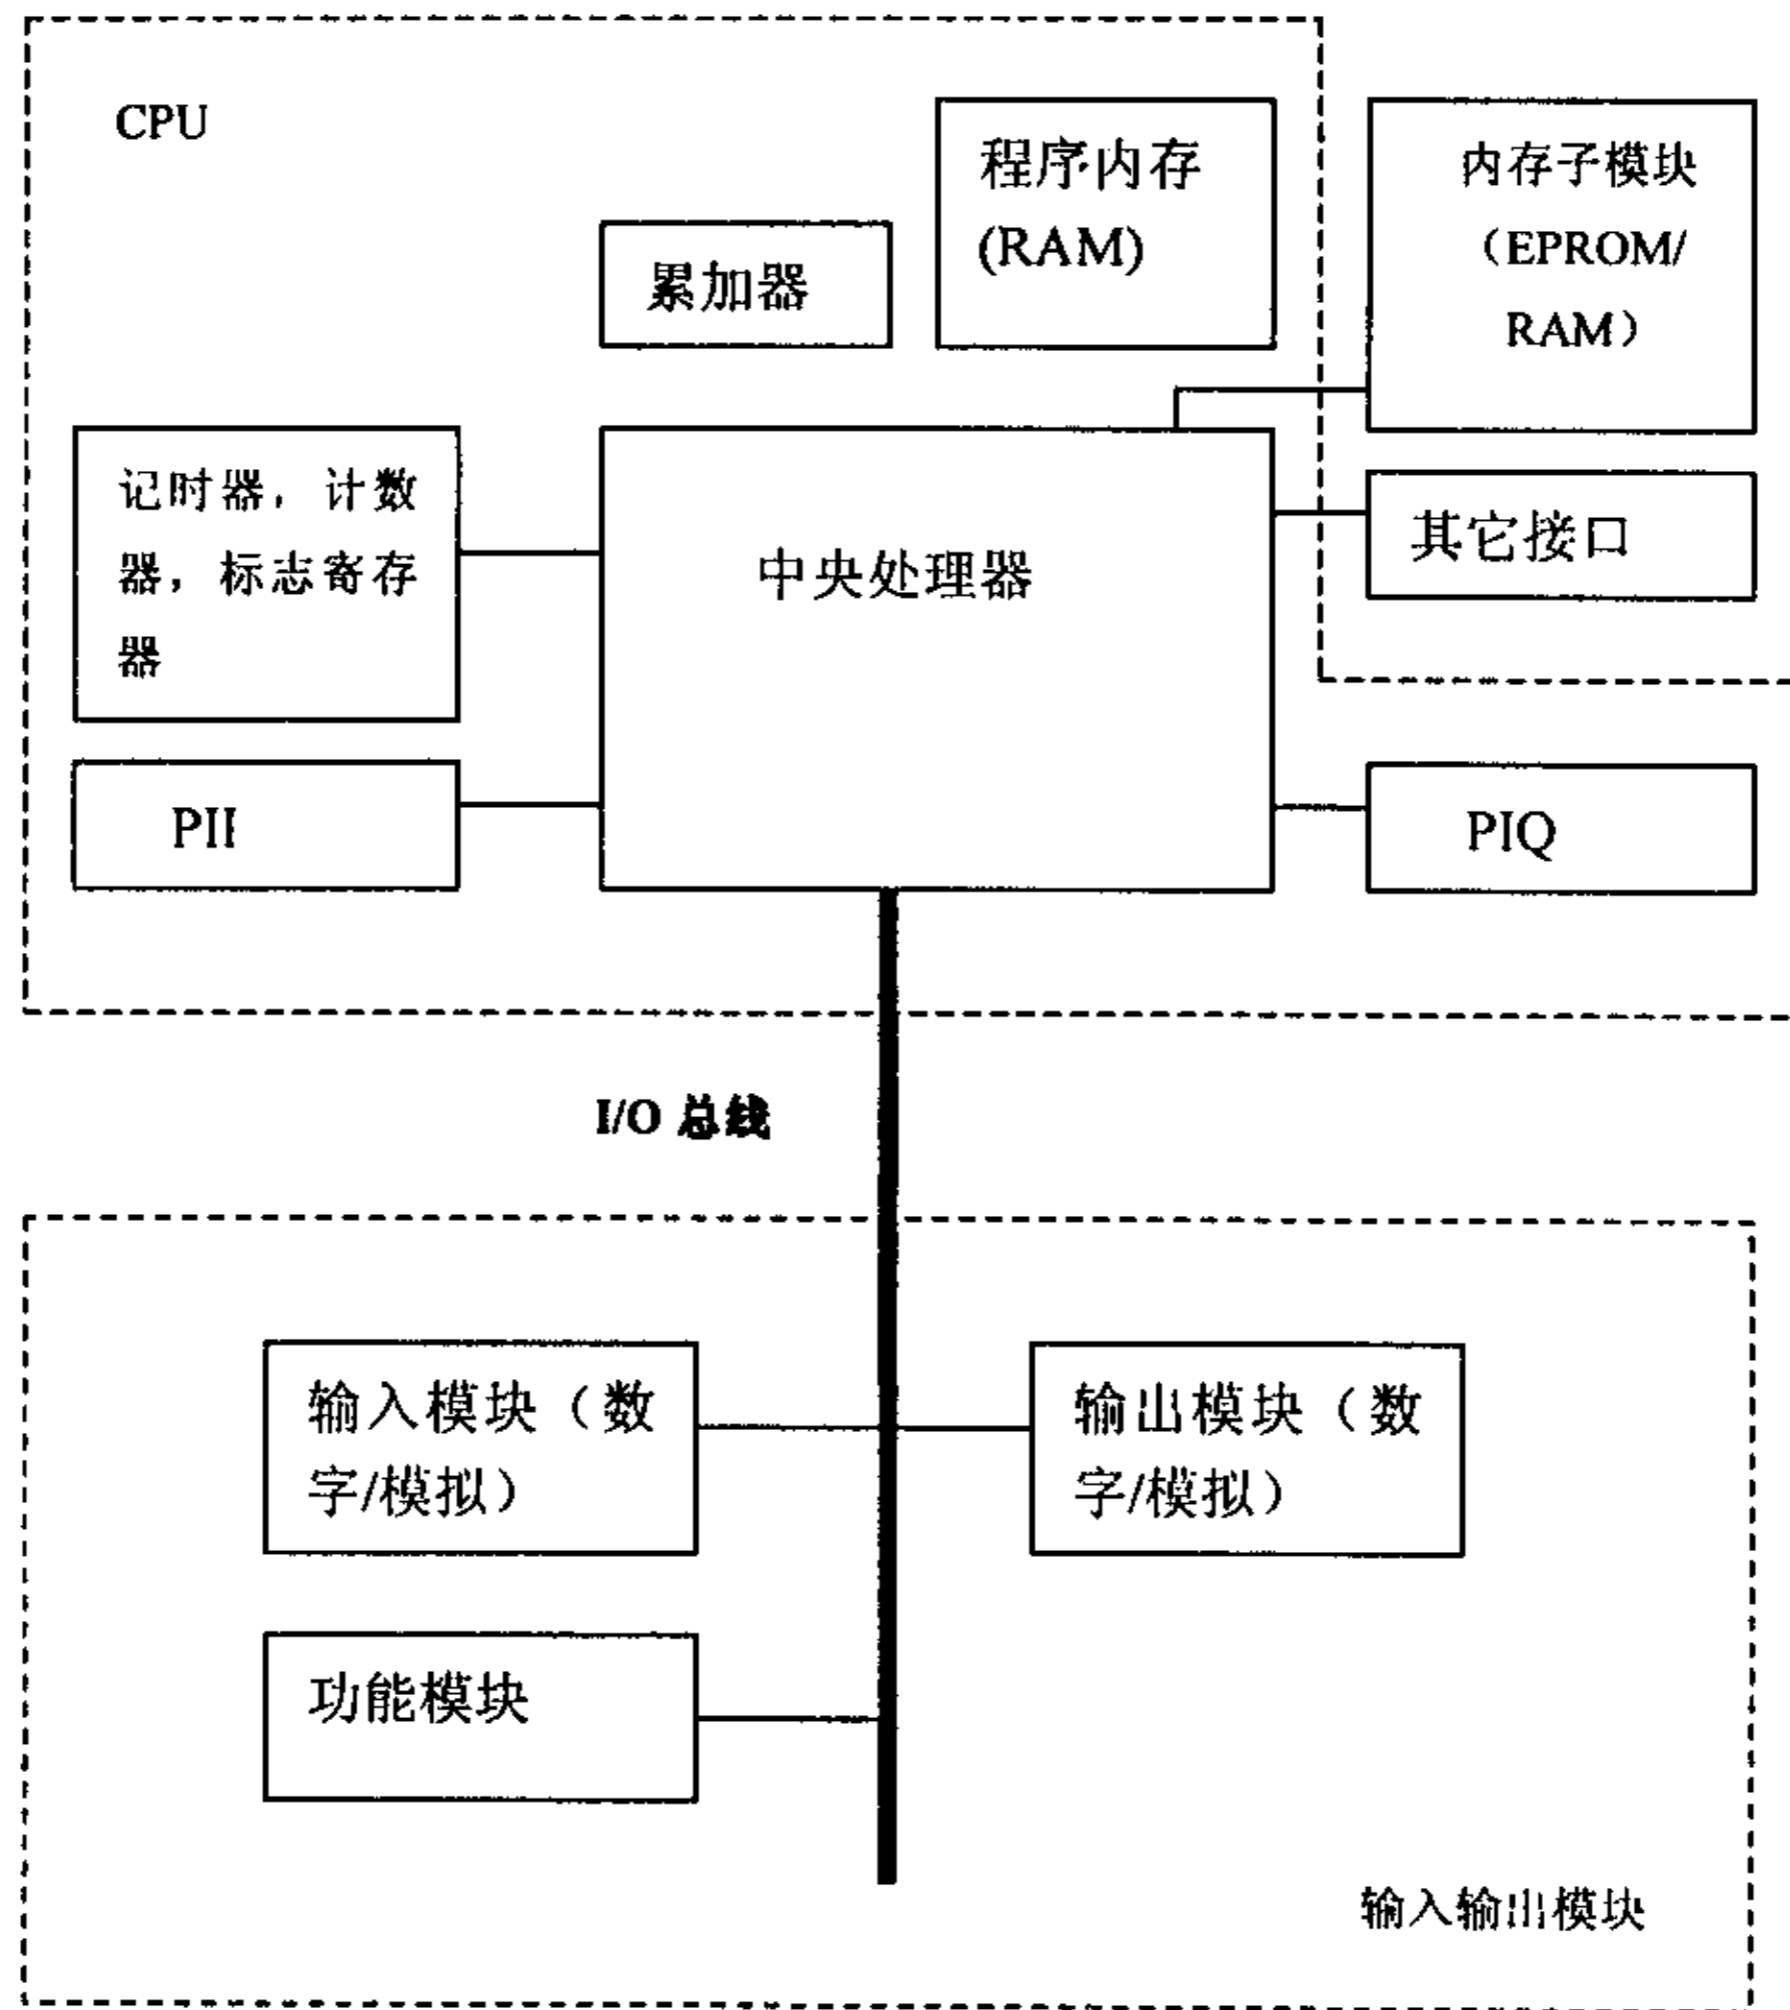 CPU
程序内存
(RAM)
内存子模块
（EPROM/
RAM）
累加器
记时器，计数
器，标志寄存
器
中央处理器
其它接口
PII
PIQ
I/O 总线
输入模块（数
字/模拟）
输出模块（数
字/模拟）
功能模块
输入输出模块